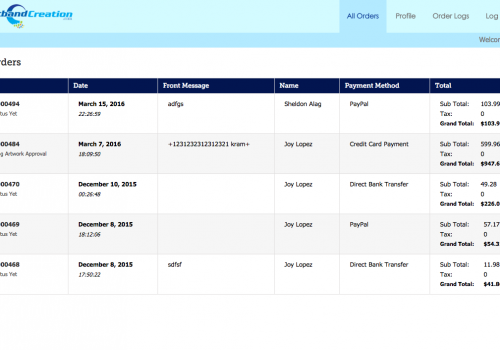 bandCreation
All Orders Profile Order Logs Log
Welcom
rders
Date Front Message Name Payment Method Total
00494 March 15, 2016 adfgs Sheldon Alag PayPal Sub Total: 103.99
tus Yet 22:26:59 Tax: 0
Grand Total: $103.9
00484 March 7, 2016 +1231232312312321 kram+ Joy Lopez Credit Card Payment Sub Total: 599.96
g Artwork Approval 18:09:50 Tax: 0
Grand Total: $947.6
00470 December 10, 2015 Joy Lopez Direct Bank Transfer Sub Total: 49.28
tus Yet 00:26:48 Tax: 0
Grand Total: $226.0
00469 December 8, 2015 Joy Lopez PayPal Sub Total: 57.17
tus Yet 18:12:06 Tax: 0
Grand Total: $54.3
00468 December 8, 2015 sdfsf Joy Lopez Direct Bank Transfer Sub Total: 11.98
tus Yet 17:50:22 Tax: 0
Grand Total: $41.8